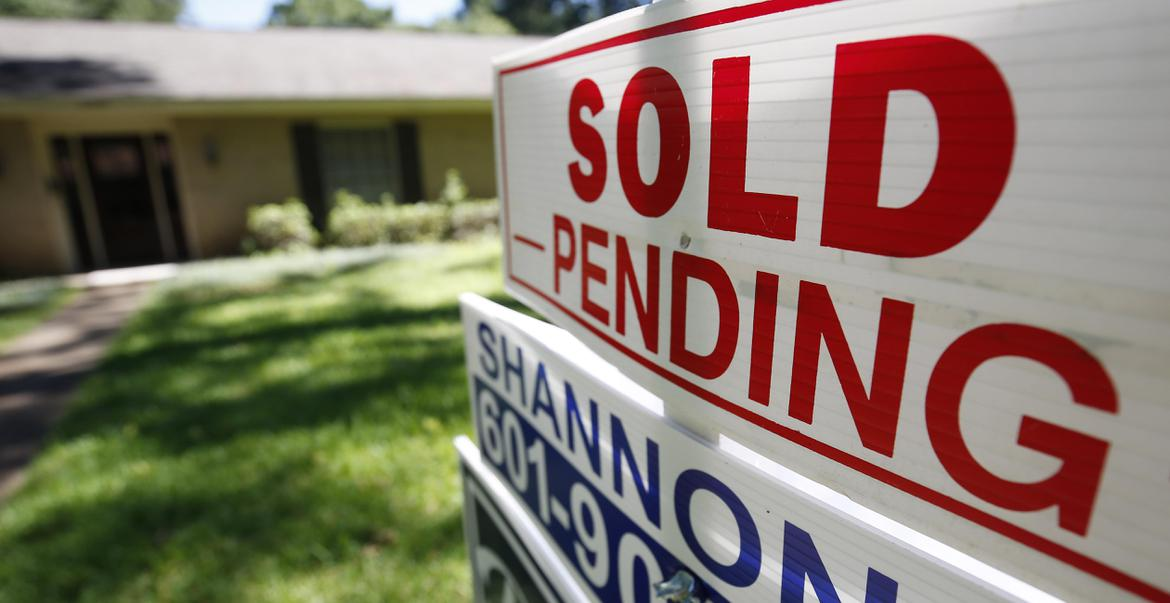 SOLD
PENDING
SHANNON
601-90